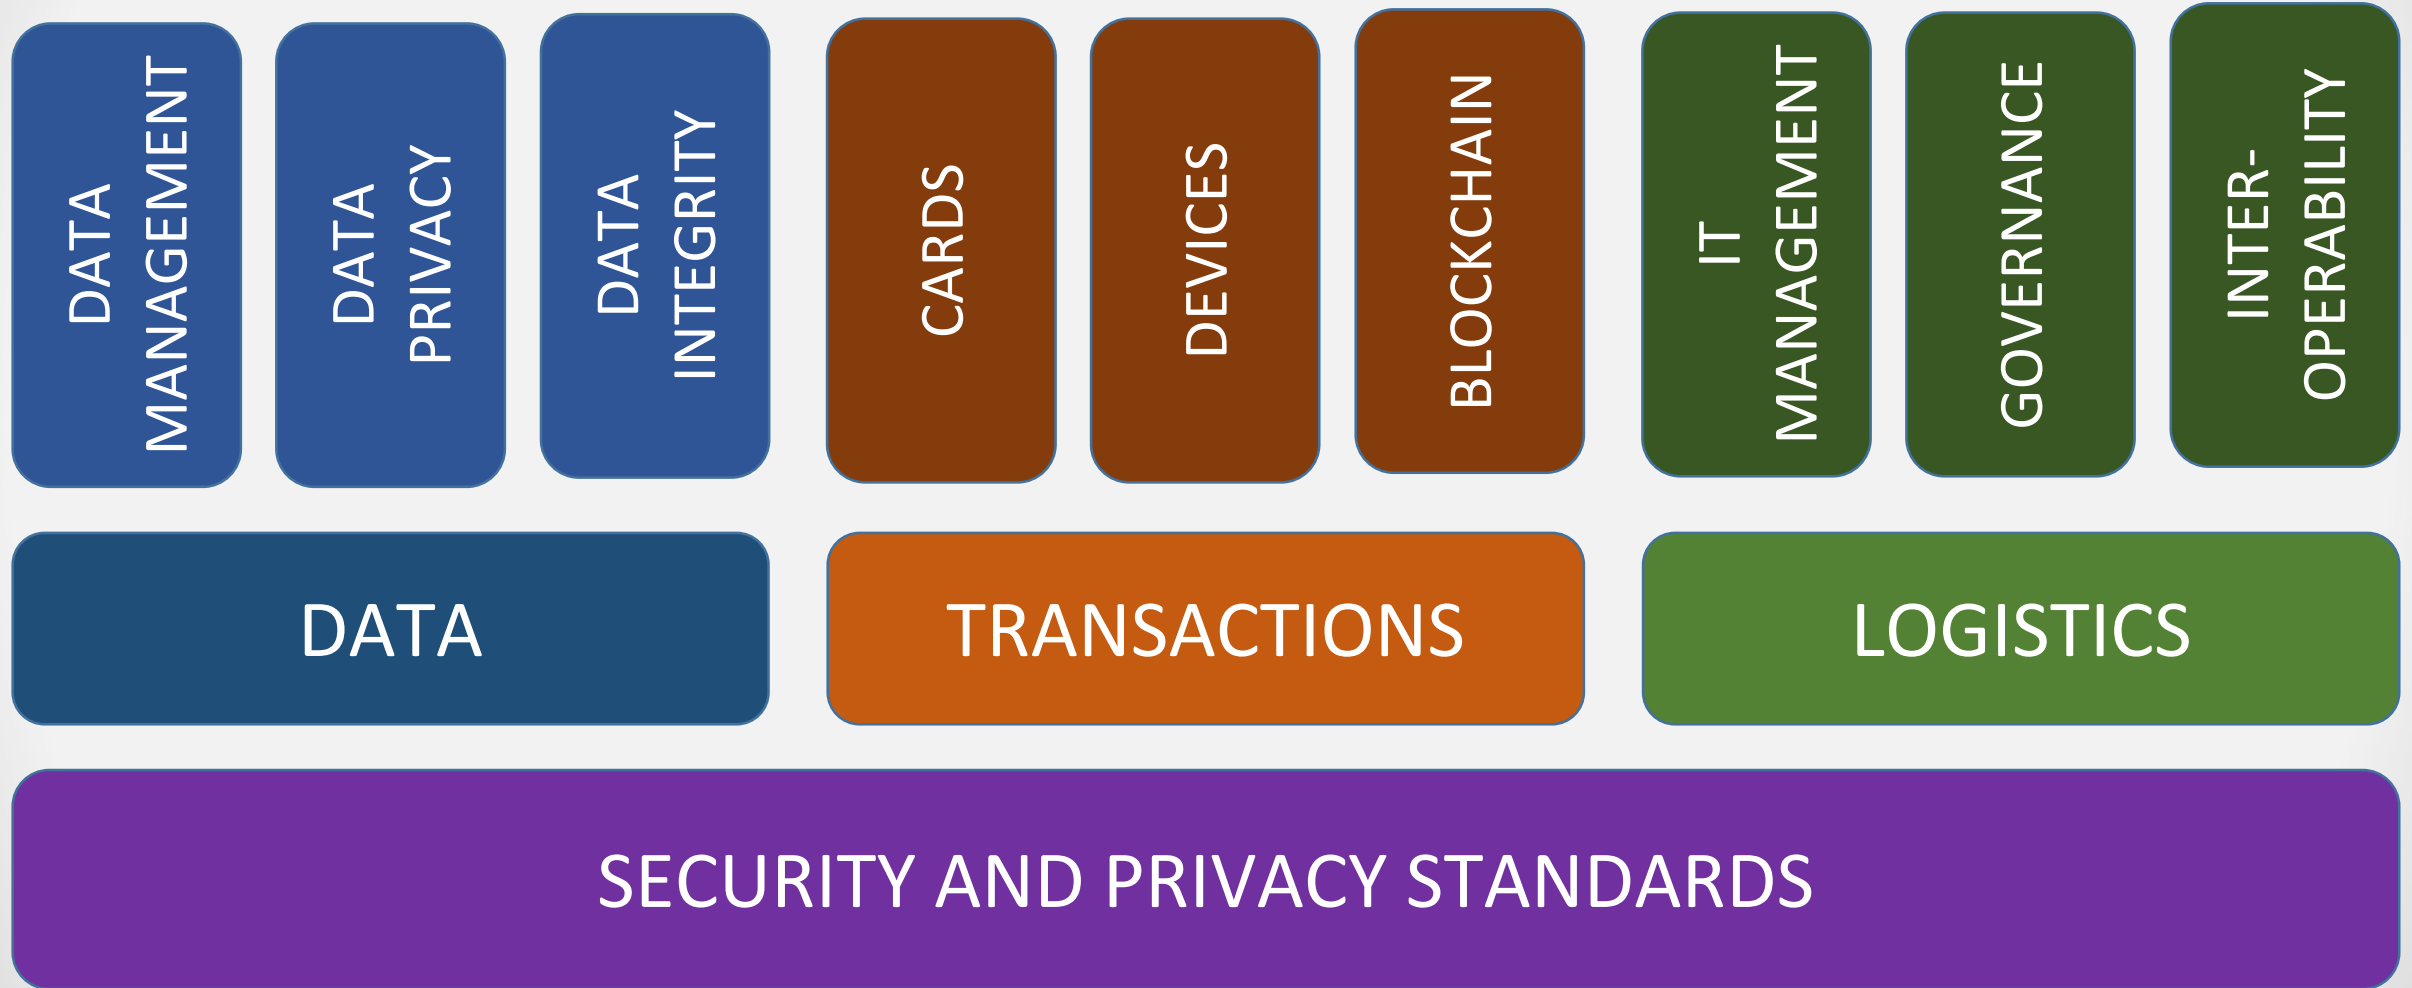 DATA
MANAGEMENT
DATA
PRIVACY
DATA
INTEGRITY
CARDS
DEVICES
BLOCKCHAIN
IT
MANAGEMENT
GOVERNANCE
INTER-
OPERABILITY
DATA
TRANSACTIONS
LOGISTICS
SECURITY AND PRIVACY STANDARDS